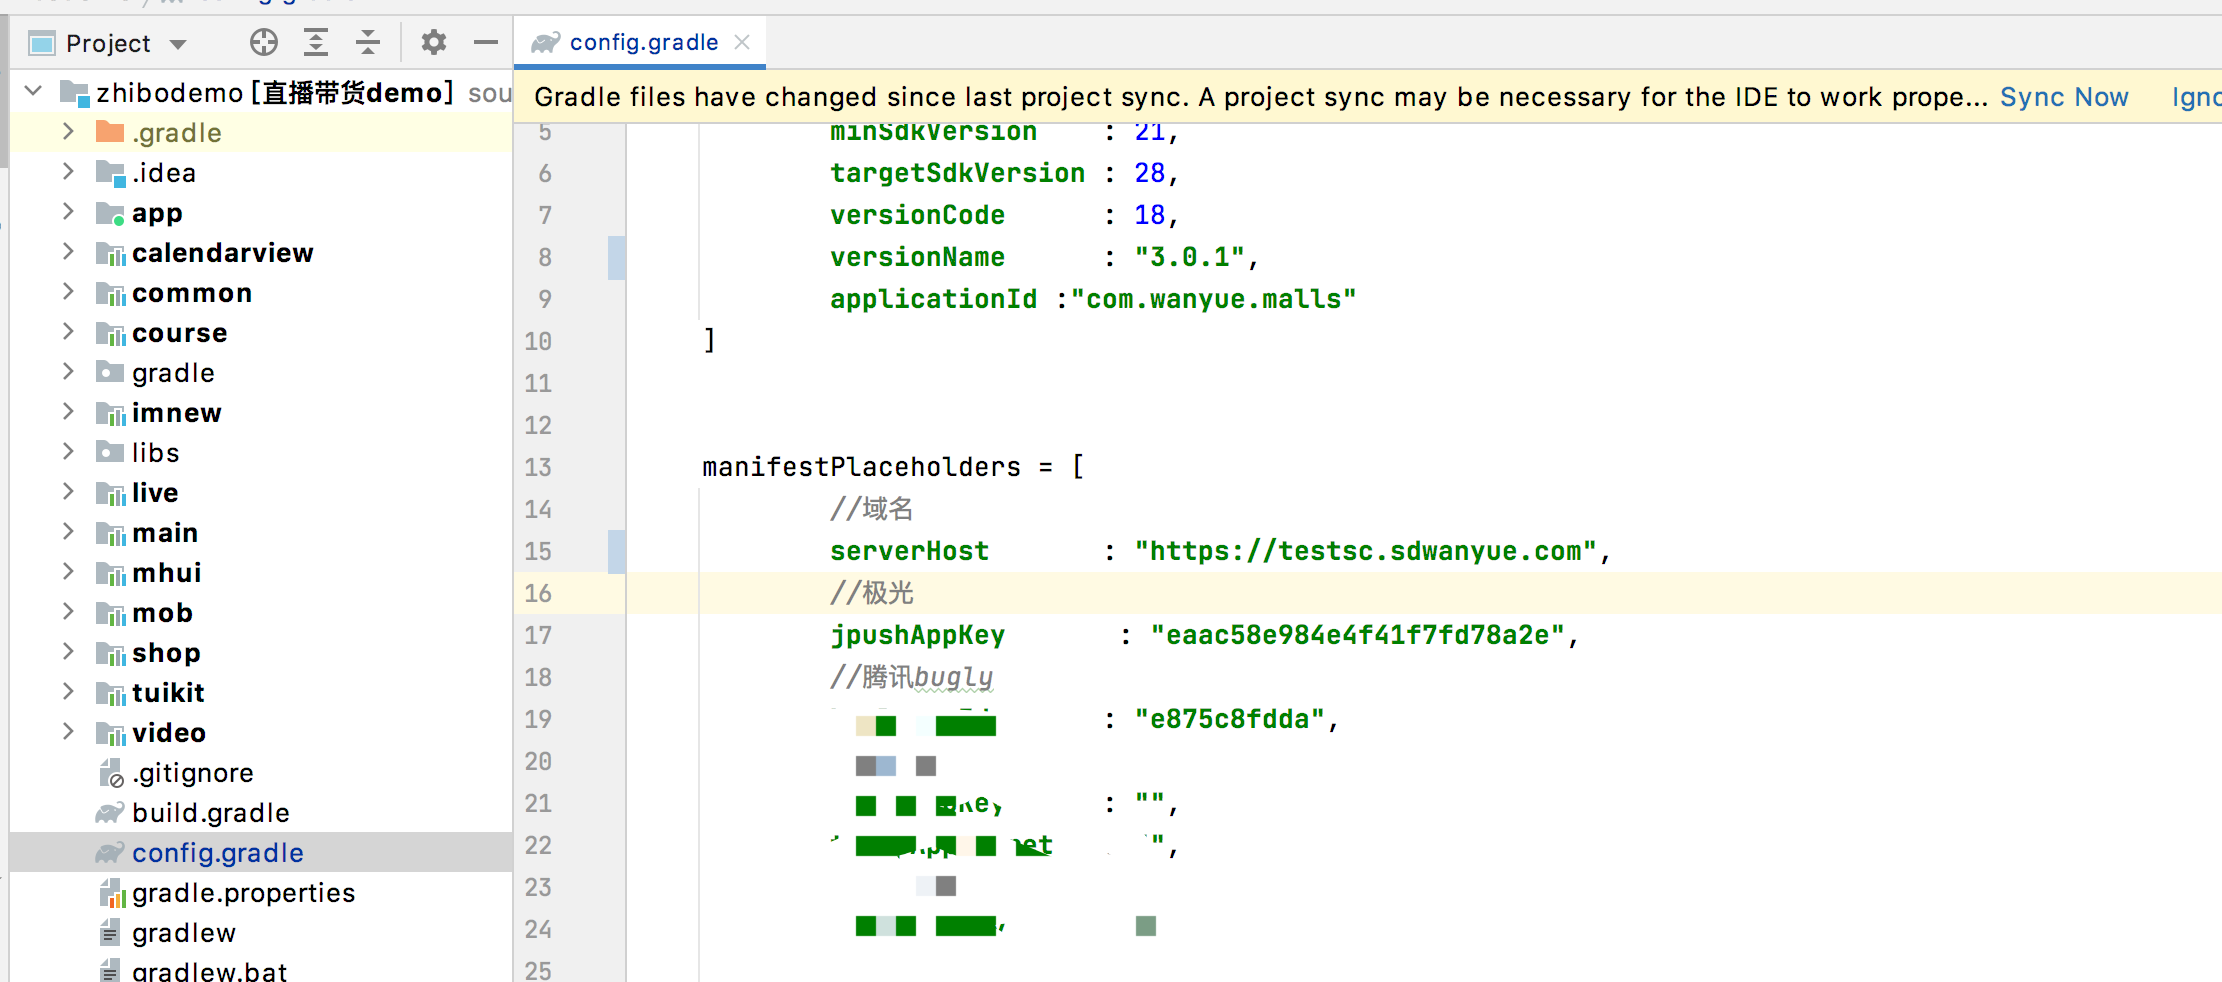 Project
zhibodemo [直播带货demo] sou
.gradle
.idea
app
calendarview
common
course
gradle
imnew
libs
live
main
mhui
mob
shop
tuikit
video
.gitignore
build.gradle
config.gradle
gradle.properties
gradlew
gradlew.bat
config.gradle
Gradle files have changed since last project sync. A project sync may be necessary for the IDE to work prope... Sync Now Igno
5 minSdkVersion : 21,
6 targetSdkVersion : 28,
7 versionCode : 18,
8 versionName : "3.0.1",
9 applicationId :"com.wanyue.malls"
10 ]
11
12
13 manifestPlaceholders = [
14 //域名
15 serverHost : "https://testsc.sdwanyue.com",
16 //极光
17 jpushAppKey : "eaac58e984e4f41f7fd78a2e",
18 //腾讯bugly
19 : "e875c8fdda",
20
21 : "",
22 ",
23
24
25